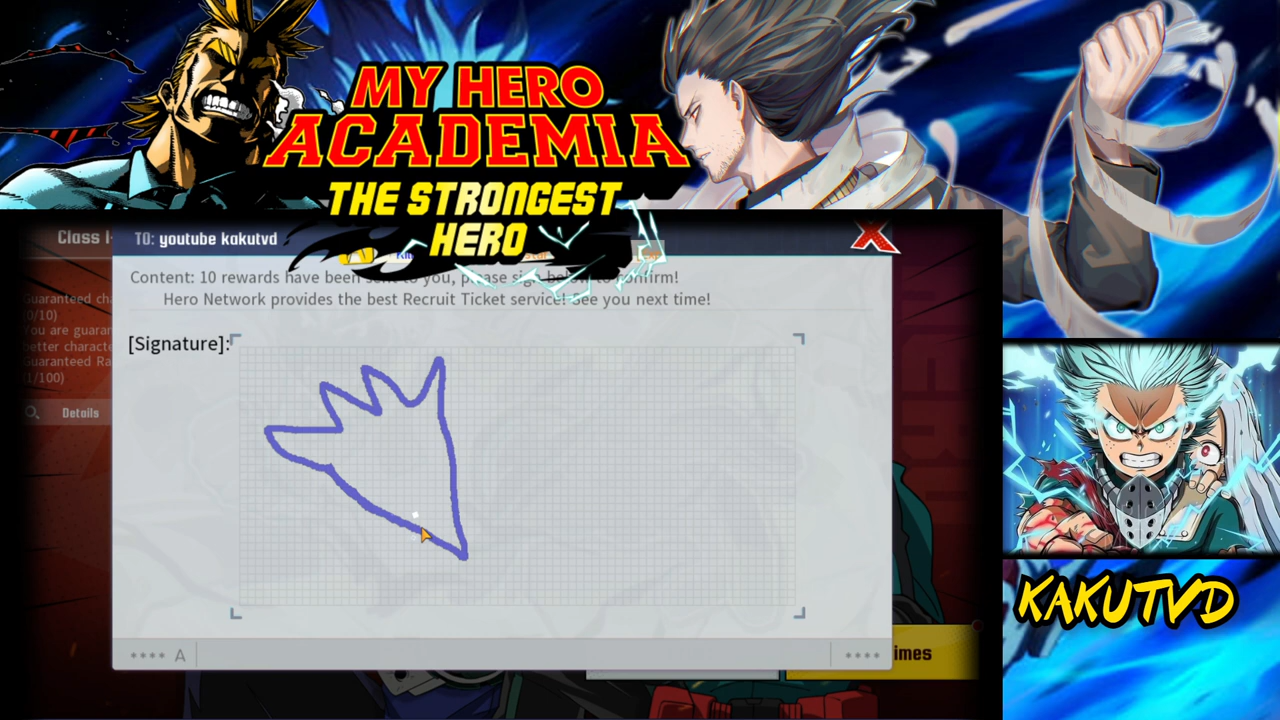 MY HERO
ACADEMIA
THE STRONGEST
HERO
Class 1-
TO: youtube kakutvd
Content: 10 rewards have been sent to you, please sign below to confirm!
Hero Network provides the best Recruit Ticket service! See you next time!
Guaranteed cha
(0/10)
You are guaran
better characte
Guaranteed Ra
(1/100)
[Signature]:
Details
KAKUTVD
**** A
****
imes